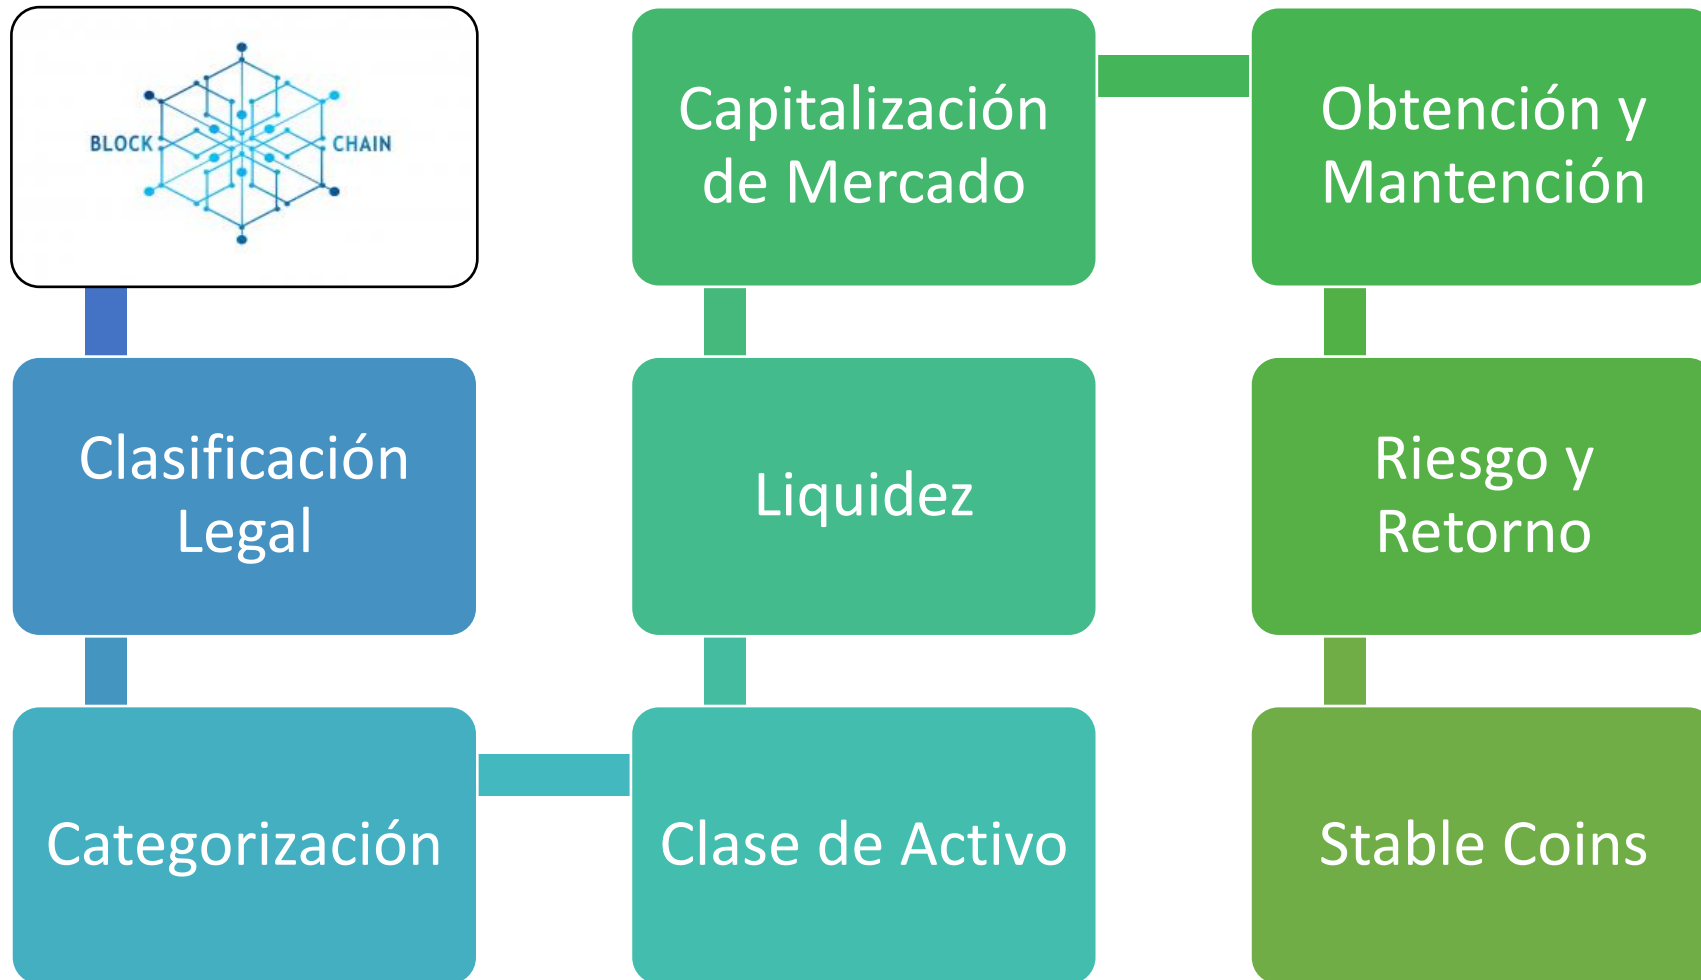 BLOCK CHAIN
Clasificación
Legal
Categorización
Clase de Activo
Liquidez
Capitalización
de Mercado
Obtención y
Mantención
Riesgo y
Retorno
Stable Coins